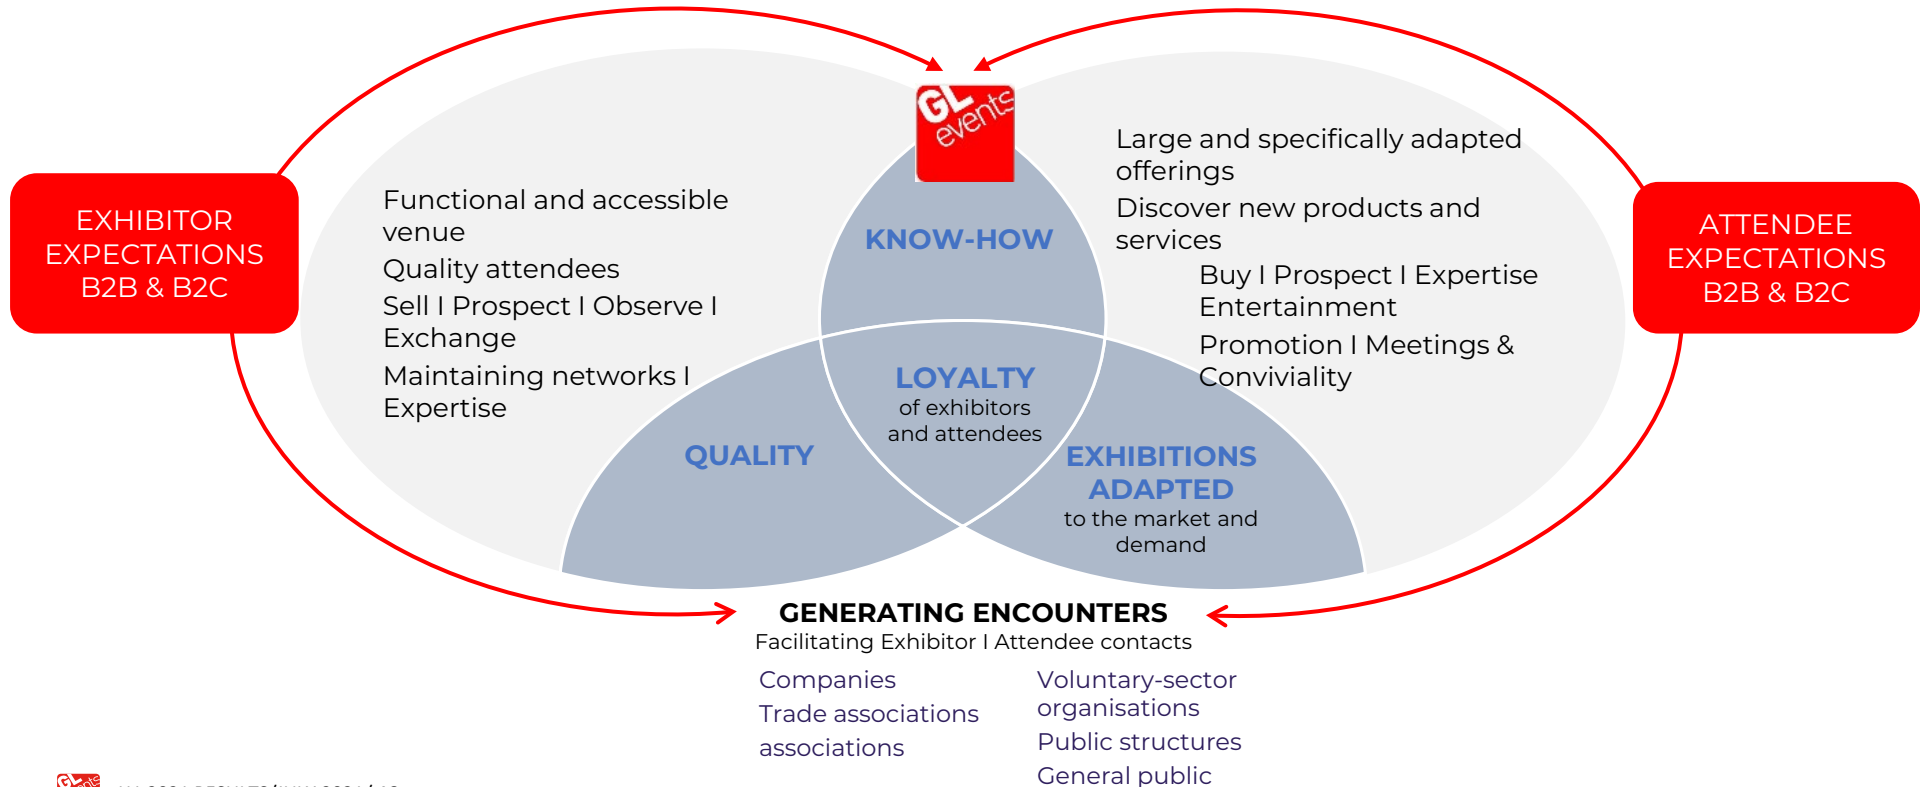 GL
events
EXHIBITOR
EXPECTATIONS
B2B & B2C
Functional and accessible
venue
Quality attendees
Sell I Prospect I Observe I
Exchange
Maintaining networks I
Expertise
KNOW-HOW
Large and specifically adapted
offerings
Discover new products and
services
Buy I Prospect I Expertise
Entertainment
Promotion I Meetings &
Conviviality
ATTENDEE
EXPECTATIONS
B2B & B2C
LOYALTY
of exhibitors
and attendees
QUALITY
EXHIBITIONS
ADAPTED
to the market and
demand
GENERATING ENCOUNTERS
Facilitating Exhibitor I Attendee contacts
Companies
Trade associations
associations
Voluntary-sector
organisations
Public structures
General public
GL
events